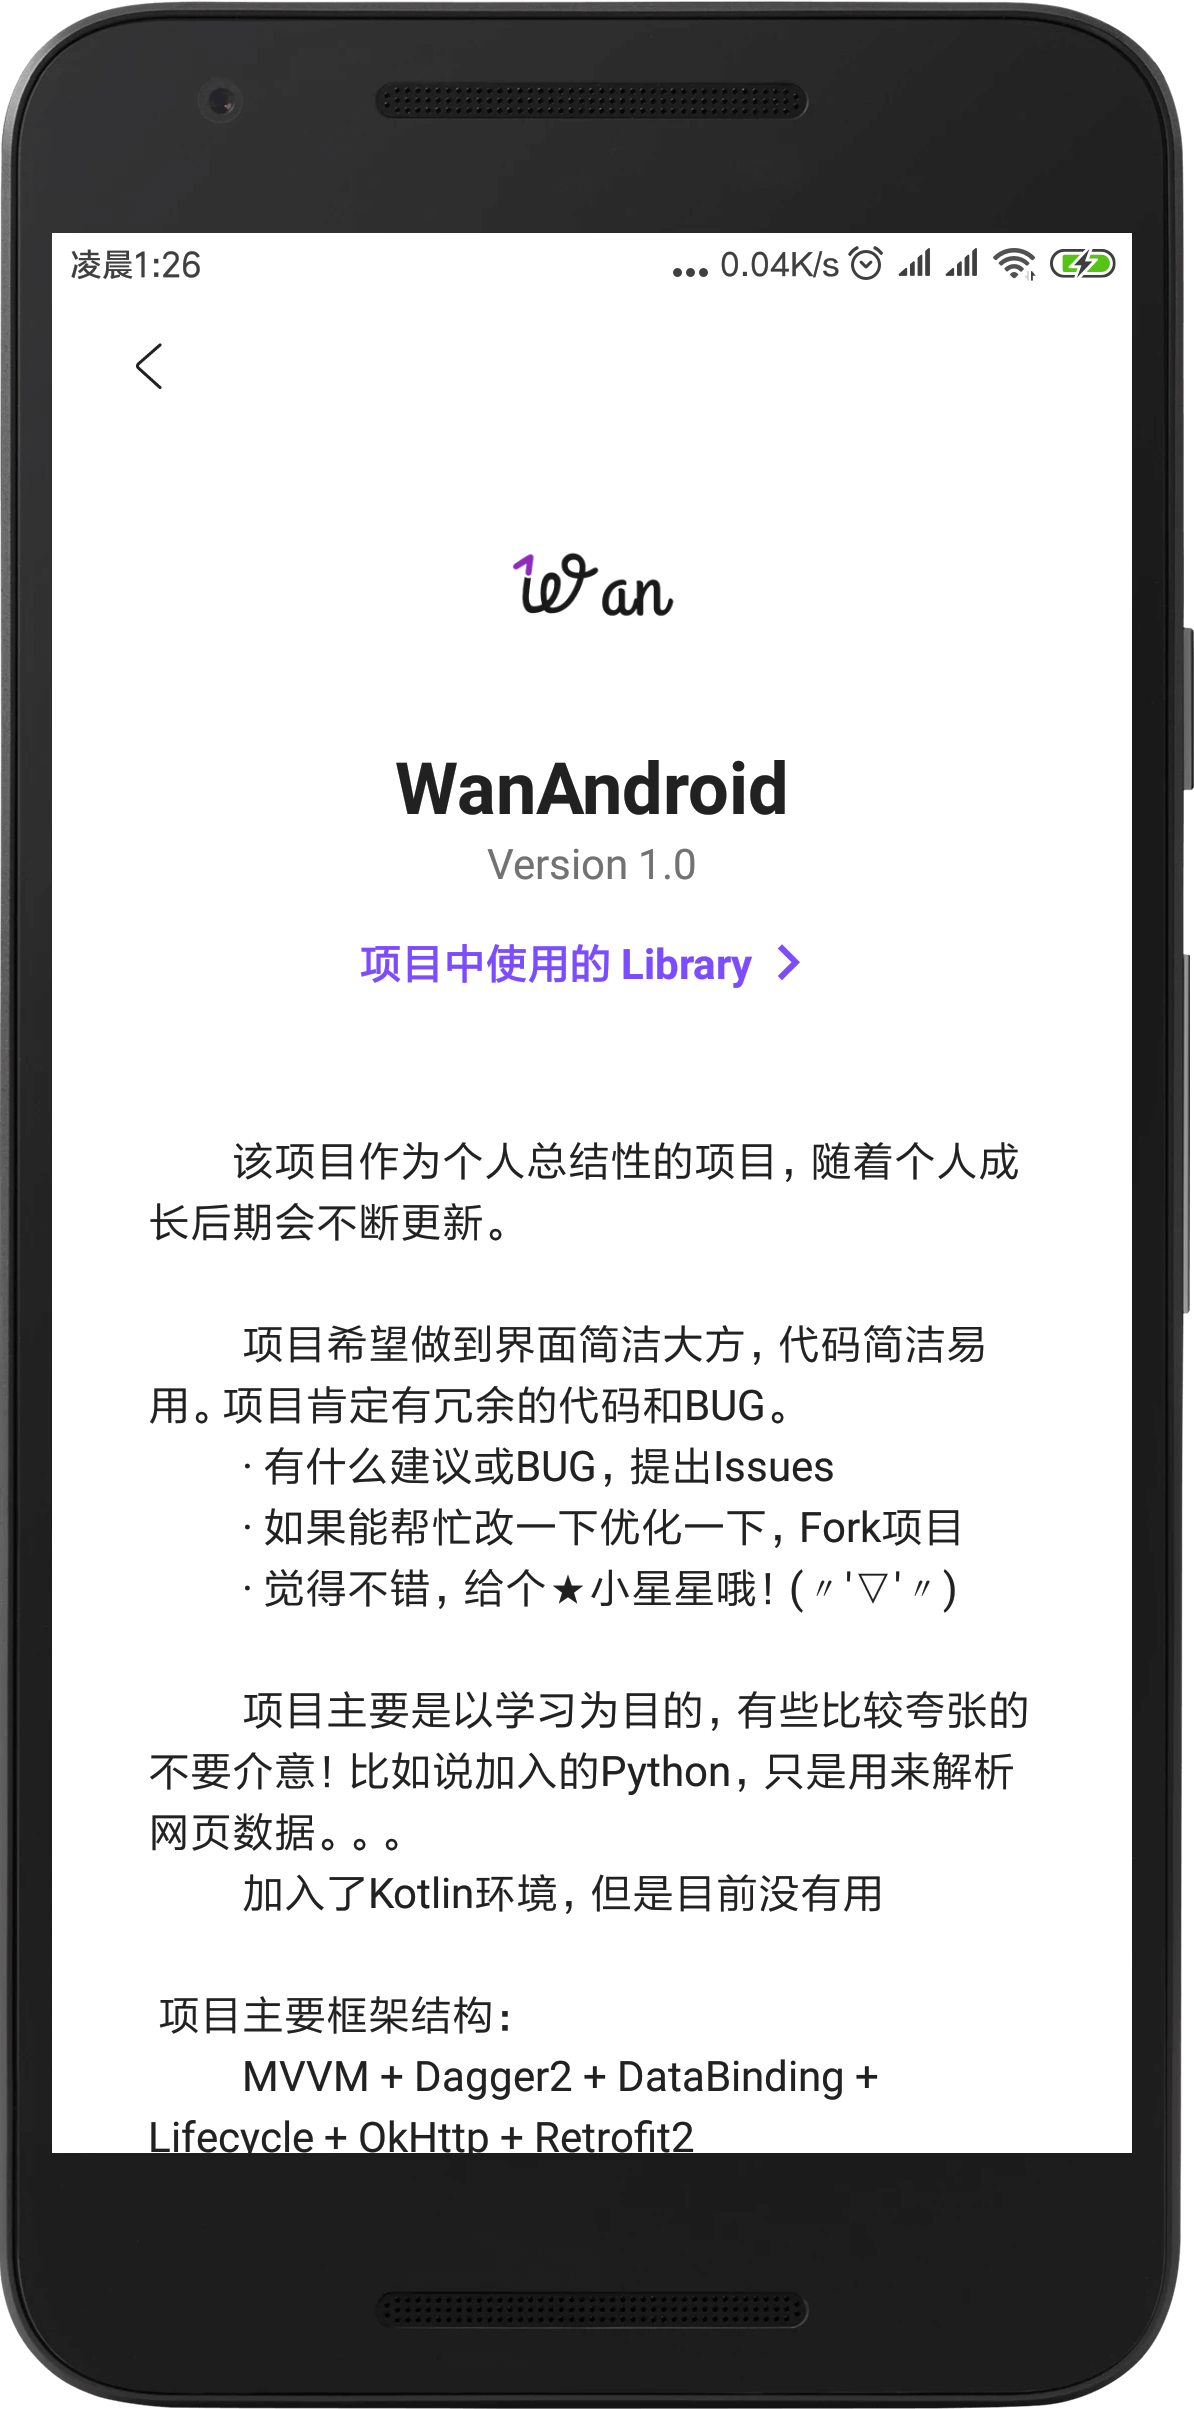 凌晨1:26 ... 0.04K/s
Wan
WanAndroid
Version 1.0
项目中使用的 Library
该项目作为个人总结性的项目，随着个人成
长后期会不断更新。
项目希望做到界面简洁大方，代码简洁易
用。项目肯定有冗余的代码和BUG。
· 有什么建议或BUG，提出Issues
· 如果能帮忙改一下优化一下，Fork项目
· 觉得不错，给个★小星星哦！(〃'▽'〃)
项目主要是以学习为目的，有些比较夸张的
不要介意！比如说加入的Python，只是用来解析
网页数据。。。
加入了Kotlin环境，但是目前没有用
项目主要框架结构：
MVVM + Dagger2 + DataBinding +
Lifecycle + OkHttp + Retrofit2